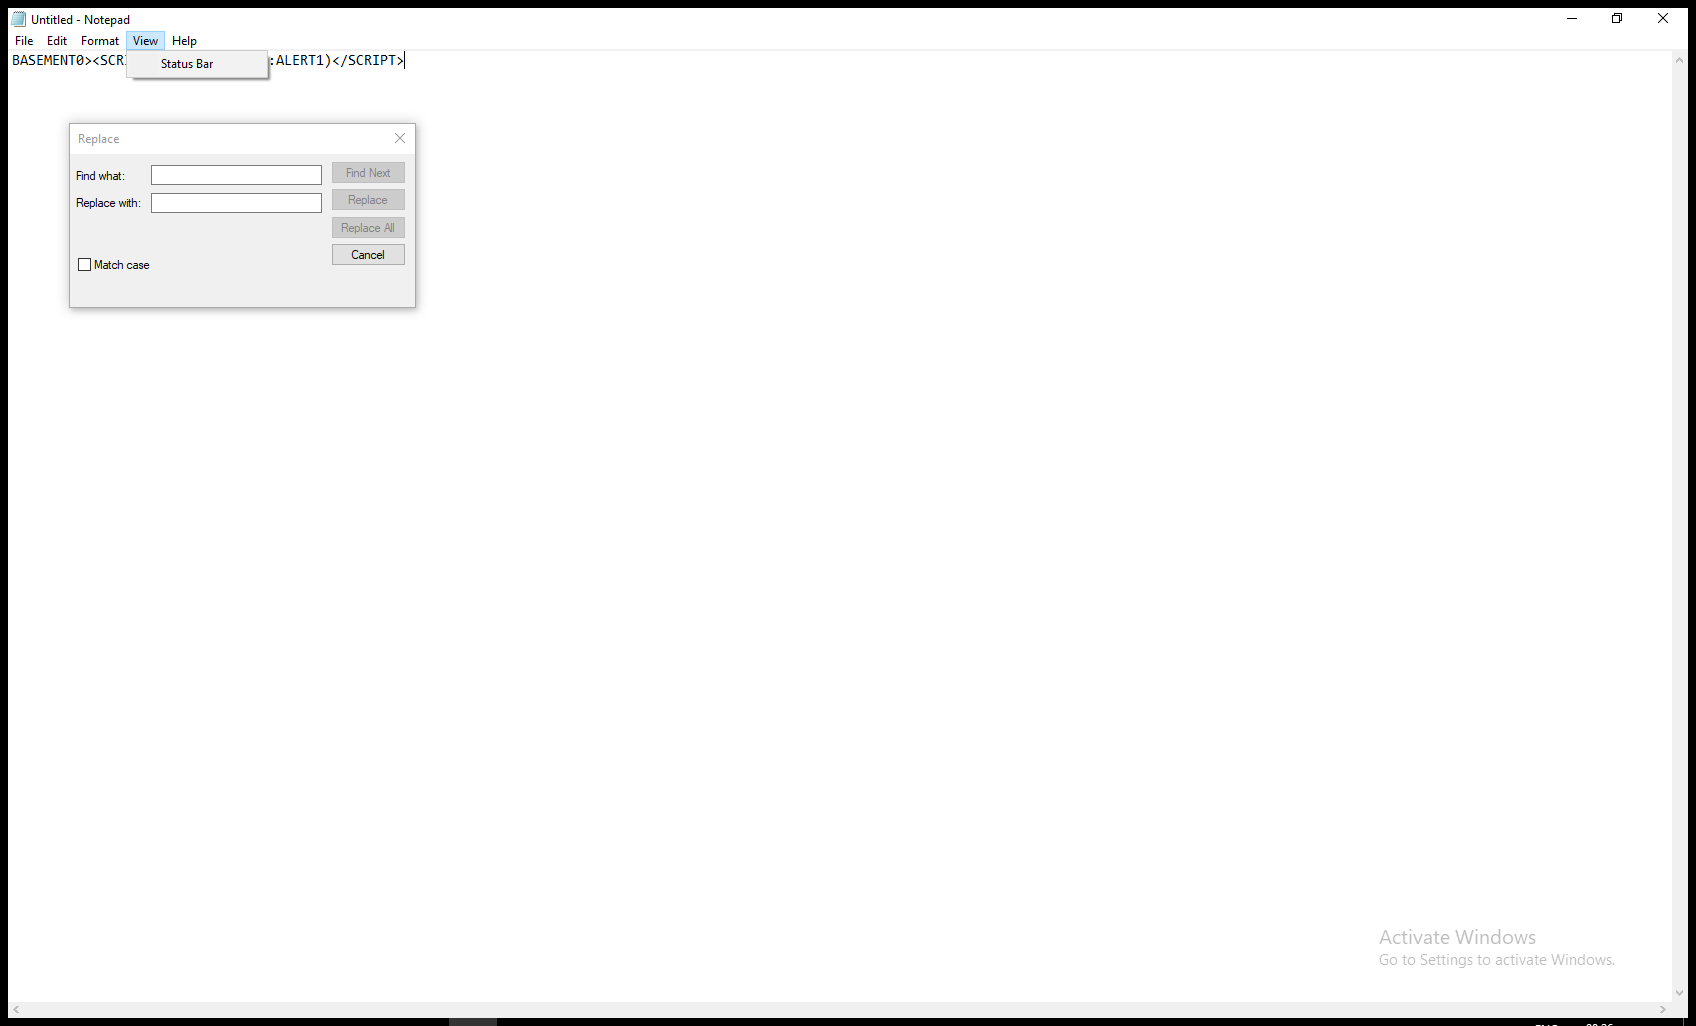 Untitled - Notepad
File Edit Format View Help
BASEMENT0><SCR :ALERT1)</SCRIPT>
Status Bar
Replace
Find what:
Find Next
Replace with:
Replace
Replace All
Cancel
Match case
Activate Windows
Go to Settings to activate Windows.